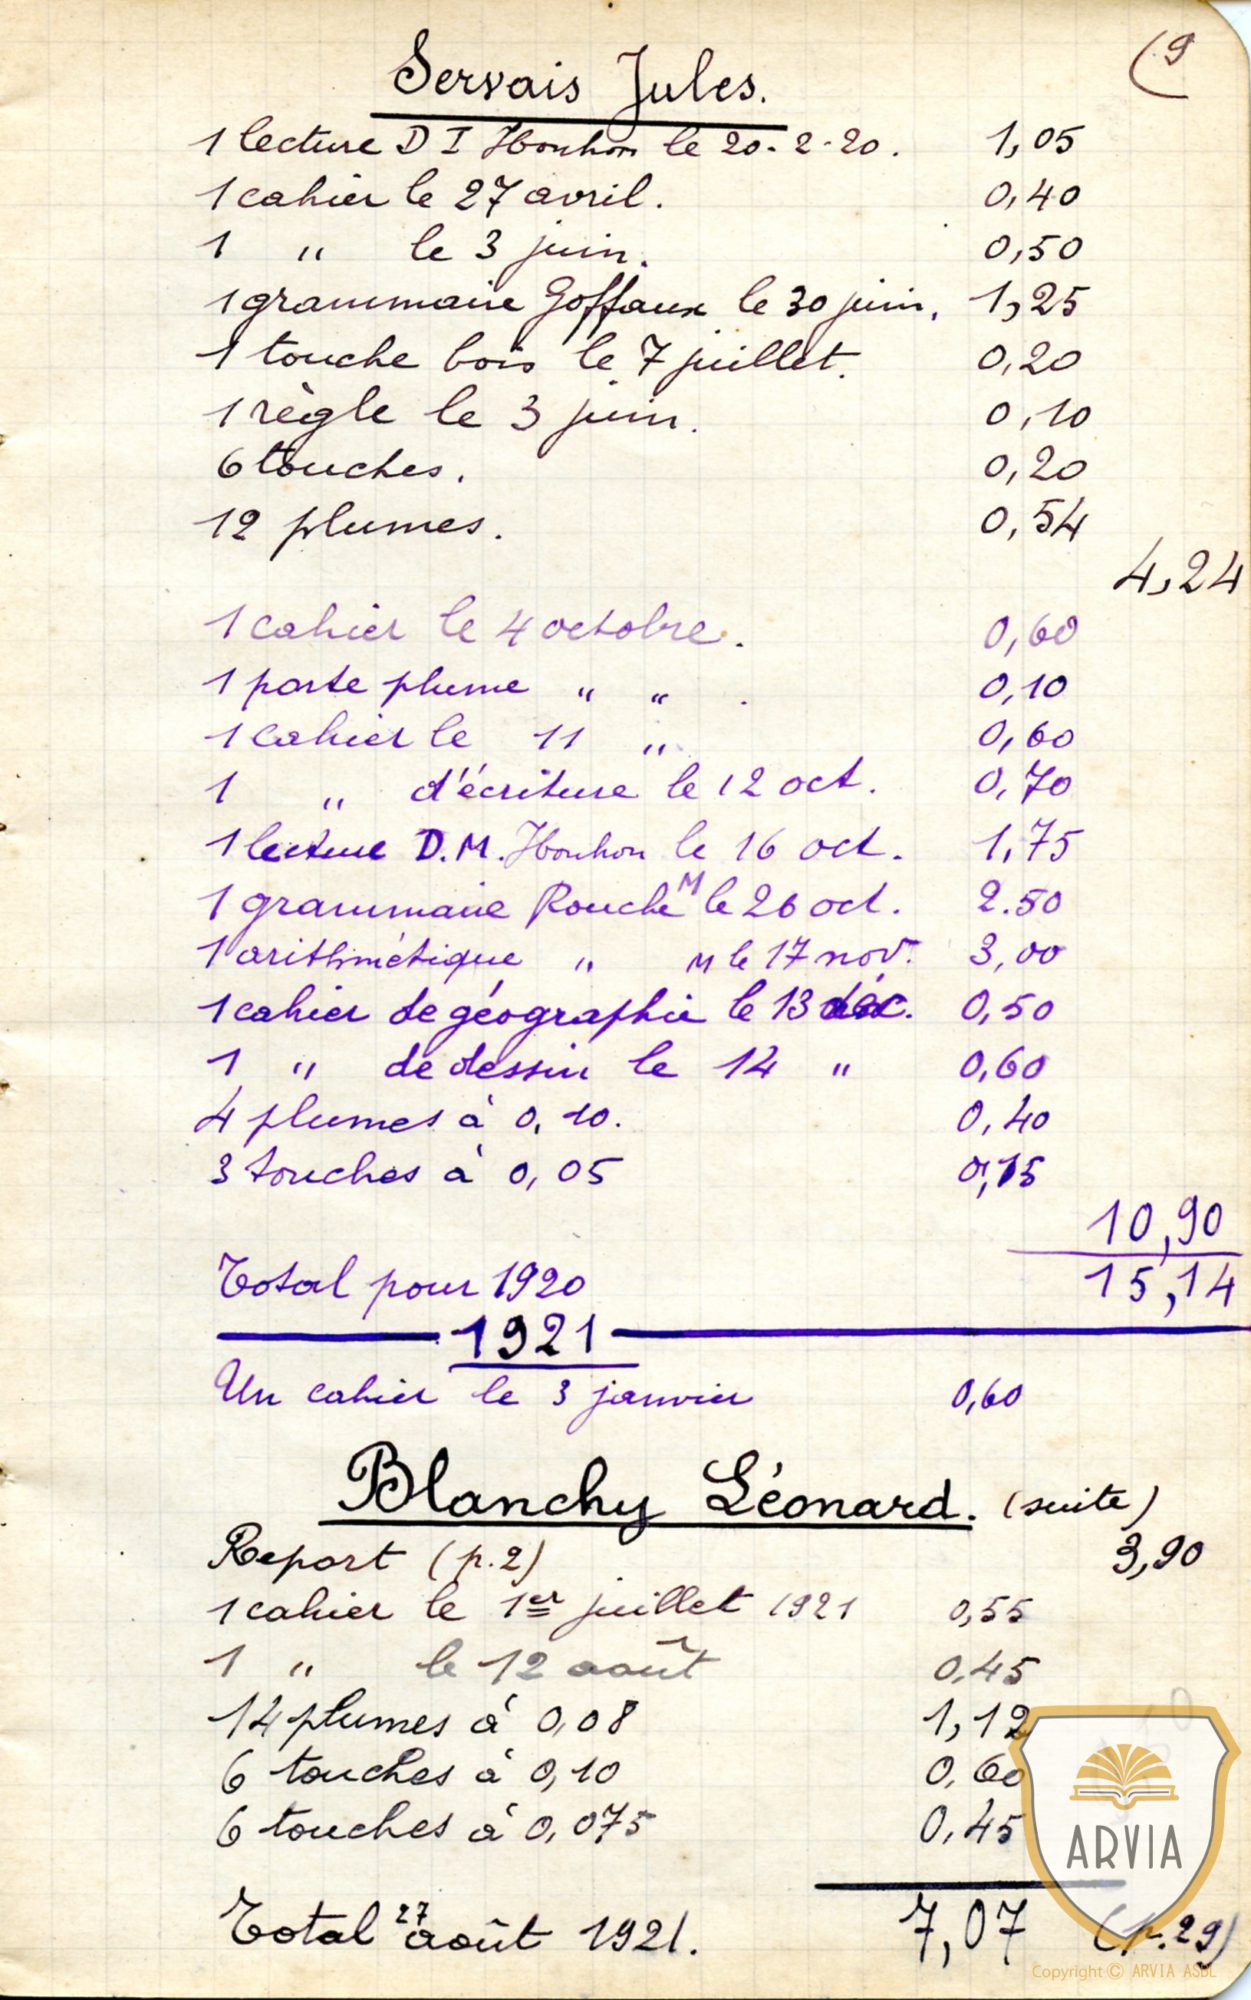 (9
Servais Jules.
1 lecture D I Houhon le 20-2-20. 1,05
1 cahier le 27 avril. 0,40
1 " le 3 juin. 0,50
1 grammaire Goffaux le 30 juin, 1,25
1 touche bois le 7 juillet. 0,20
1 règle le 3 juin. 0,10
6 touches. 0,20
12 plumes. 0,54
4,24
1 cahier le 4 octobre. 0,60
1 porte plume " " . 0,10
1 cahier le 11 " 0,60
1 " d'écriture le 12 oct. 0,70
1 lecture D.M. Houhon le 16 oct. 1,75
1 grammaire Rouche M le 26 oct. 2.50
1 arithmétique " M le 17 nov. 3,00
1 cahier de géographie le 13 déc. 0,50
1 " de dessin le 14 " 0,60
4 plumes à 0,10. 0,40
3 touches à 0,05 0,15
10,90
Total pour 1920 15,14
1921
Un cahier le 3 janvier 0,60
Blanchy Léonard. (suite)
Report (p.2) 3,90
1 cahier le 1er juillet 1921 0,55
1 " le 12 août 0,45
14 plumes à 0,08 1,12
6 touches à 0,10 0,60
6 touches à 0,075 0,45
Total 27 août 1921. 7,07 (p.29)
ARVIA
Copyright © ARVIA ASBL